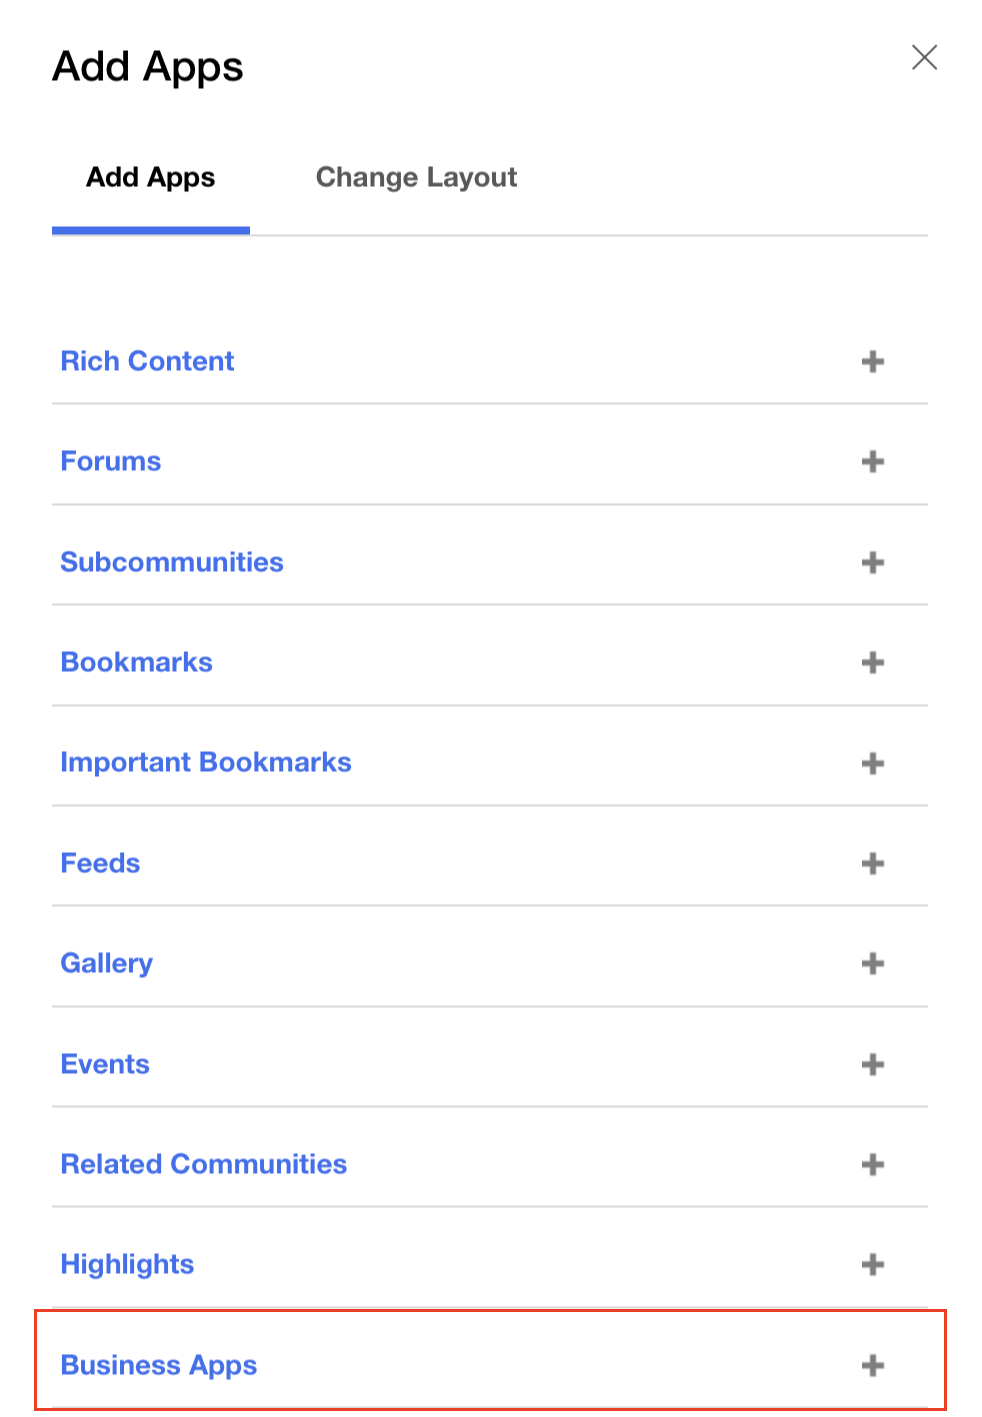 Add Apps
Add Apps
Change Layout
Rich Content
Forums
Subcommunities
Bookmarks
Important Bookmarks
Feeds
Gallery
Events
Related Communities
Highlights
Business Apps